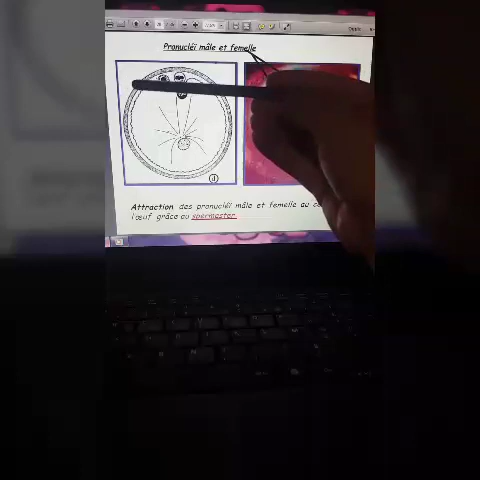 Pronucléi mâle et femelle
d
Attraction des pronucléi mâle et femelle au
l'œuf grâce au spermaster.